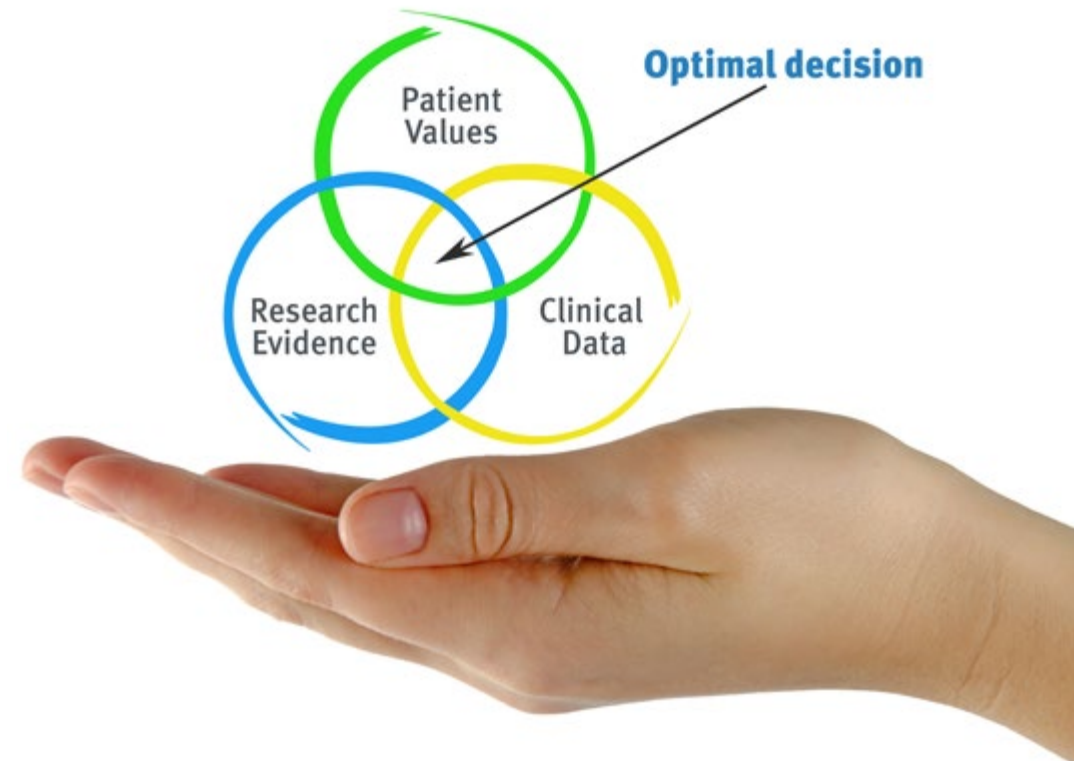 Optimal decision
Patient
Values
Research
Evidence
Clinical
Data